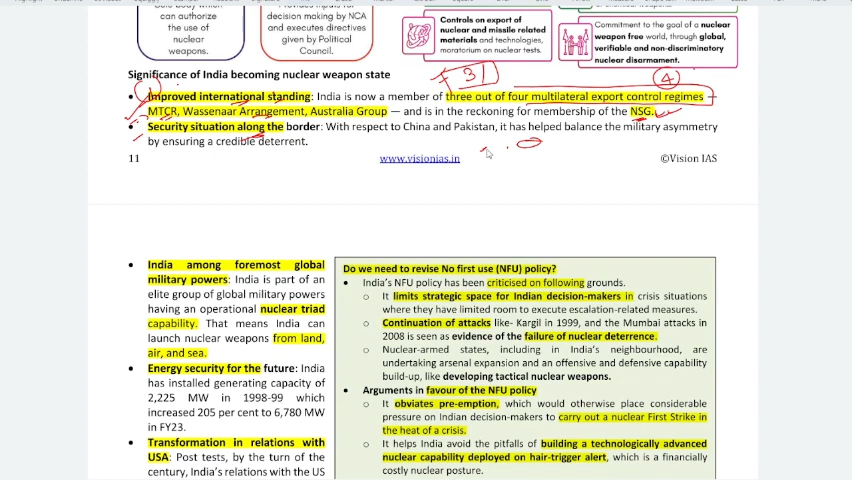 which can authorize the use of nuclear weapons.
decision making by NCA
and executes directives
given by Political
Council.
Controls on export of
nuclear and missile related
materials and technologies,
moratorium on nuclear tests.
Commitment to the goal of a nuclear
weapon free world, through global,
verifiable and non-discriminatory
nuclear disarmament.
Significance of India becoming nuclear weapon state
31
4
• Improved international standing: India is now a member of three out of four multilateral export control regimes –
MTCR, Wassenaar Arrangement, Australia Group — and is in the reckoning for membership of the NSG.
• Security situation along the border: With respect to China and Pakistan, it has helped balance the military asymmetry
by ensuring a credible deterrent.
11
www.visionias.in
©Vision IAS
• India among foremost global
military powers: India is part of an
elite group of global military powers
having an operational nuclear triad
capability. That means India can
launch nuclear weapons from land,
air, and sea.
• Energy security for the future: India
has installed generating capacity of
2,225 MW in 1998-99 which
increased 205 per cent to 6,780 MW
in FY23.
• Transformation in relations with
USA: Post tests, by the turn of the
century, India's relations with the US
Do we need to revise No first use (NFU) policy?
• India's NFU policy has been criticised on following grounds.
o It limits strategic space for Indian decision-makers in crisis situations
where they have limited room to execute escalation-related measures.
o Continuation of attacks like- Kargil in 1999, and the Mumbai attacks in
2008 is seen as evidence of the failure of nuclear deterrence.
o Nuclear-armed states, including in India's neighbourhood, are
undertaking arsenal expansion and an offensive and defensive capability
build-up, like developing tactical nuclear weapons.
• Arguments in favour of the NFU policy
o It obviates pre-emption, which would otherwise place considerable
pressure on Indian decision-makers to carry out a nuclear First Strike in
the heat of a crisis.
o It helps India avoid the pitfalls of building a technologically advanced
nuclear capability deployed on hair-trigger alert, which is a financially
costly nuclear posture.